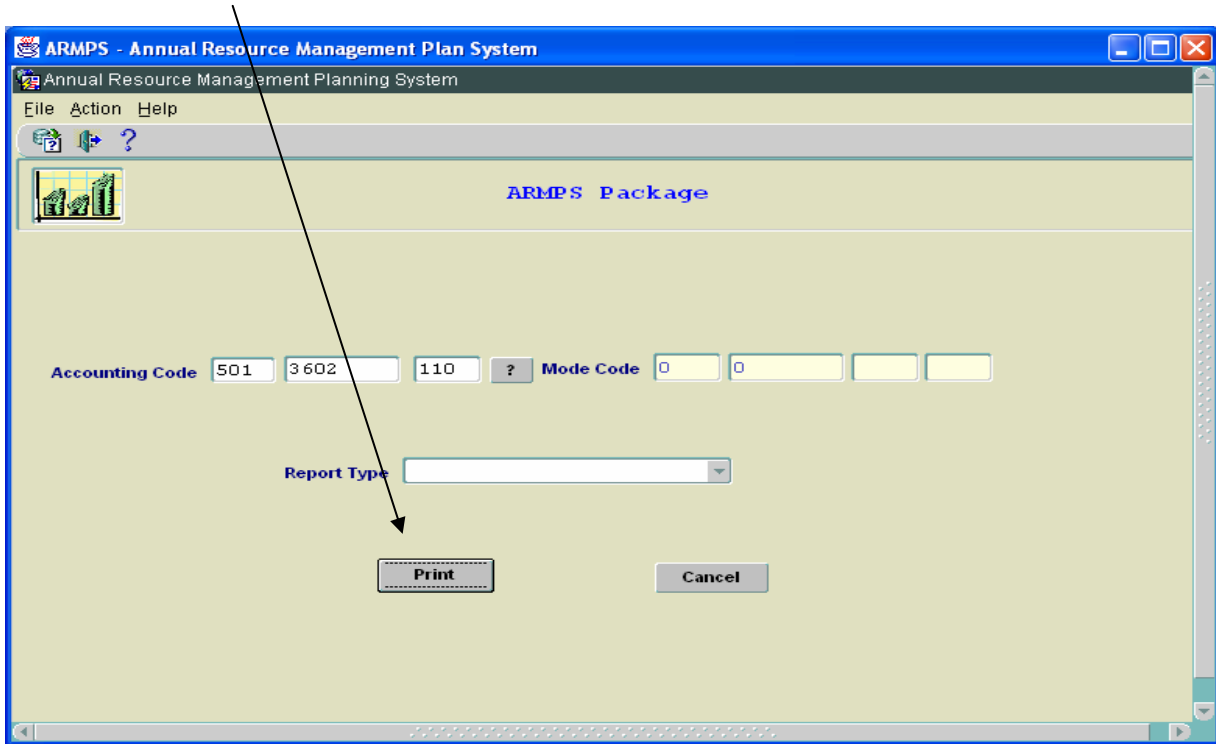 ARMPS - Annual Resource Management Plan System
Annual Resource Management Planning System
File Action Help
?
ARMPS Package
Accounting Code 501 3602 110 ? Mode Code 0 0
Report Type
Print Cancel